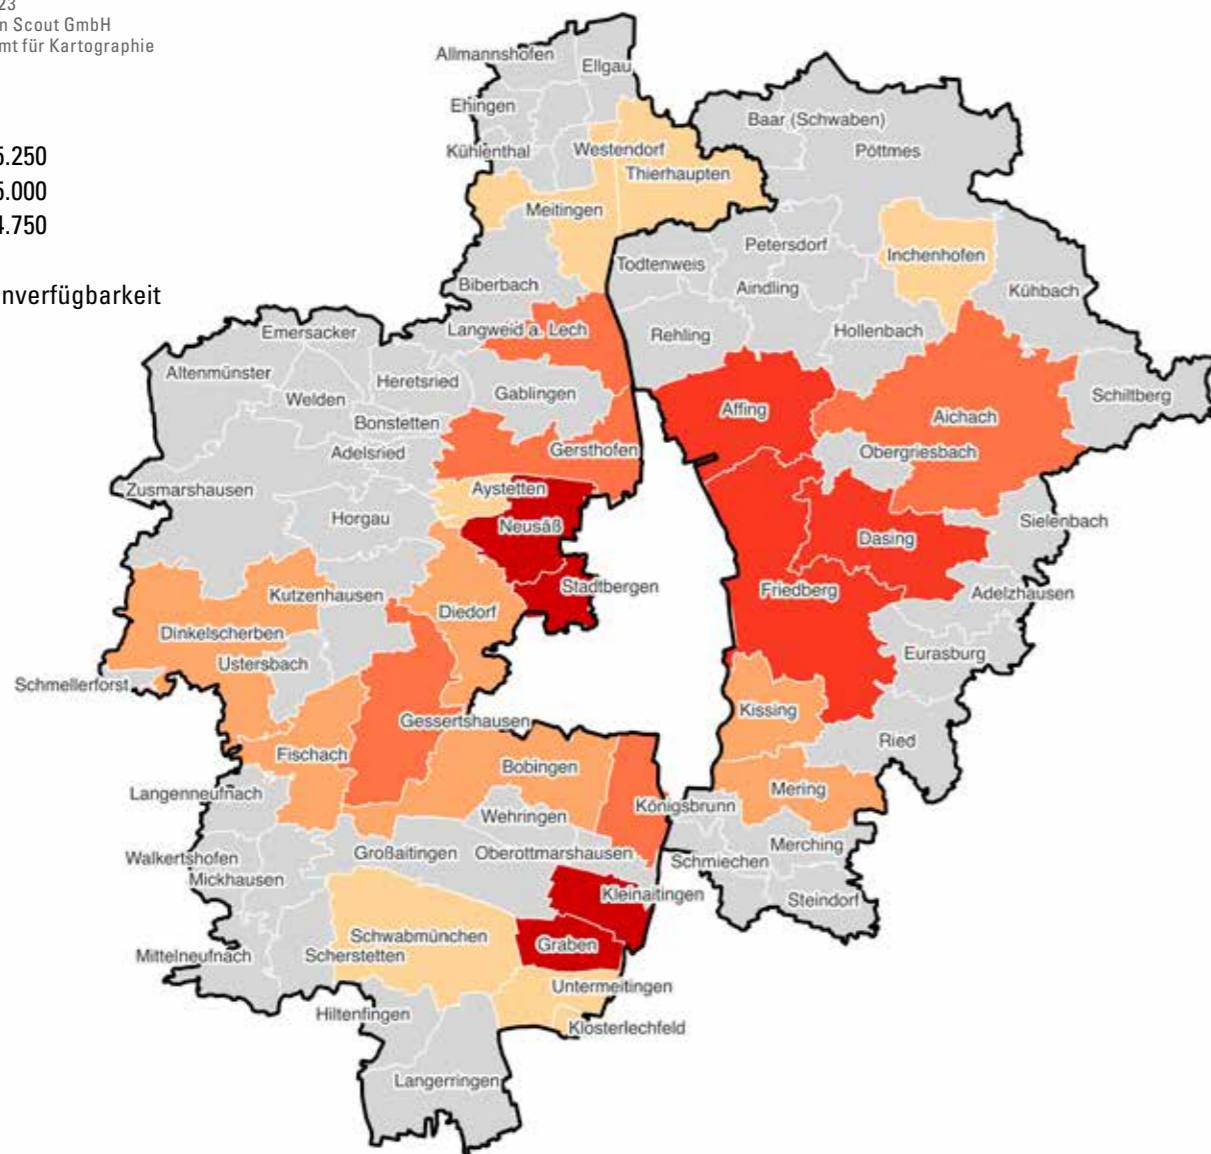 23
n Scout GmbH
mt für Kartographie
5.250
5.000
4.750
nverfügbarkeit
Allmannshofen
Ellgau
Ehingen
Baar (Schwaben)
Kühlenthal
Westendorf
Pöttmes
Thierhaupten
Meitingen
Petersdorf
Inchenhofen
Todtenweis
Biberbach
Aindling
Kühbach
Emersacker
Langweid a. Lech
Rehling
Hollenbach
Altenmünster
Heretsried
Gablingen
Schiltberg
Welden
Affing
Aichach
Bonstetten
Adelsried
Gersthofen
Obergriesbach
Zusmarshausen
Aystetten
Horgau
Neusäß
Sielenbach
Dasing
Kutzenhausen
Stadtbergen
Friedberg
Adelzhausen
Diedorf
Dinkelscherben
Ustersbach
Eurasburg
Schmellerforst
Gessertshausen
Kissing
Fischach
Ried
Bobingen
Langenneufnach
Mering
Königsbrunn
Wehringen
Merching
Walkertshofen
Großaitingen
Oberottmarshausen
Schmiechen
Mickhausen
Kleinaitingen
Steindorf
Schwabmünchen
Graben
Mittelneufnach
Scherstetten
Untermeitingen
Hiltenfingen
Klosterlechfeld
Langerringen